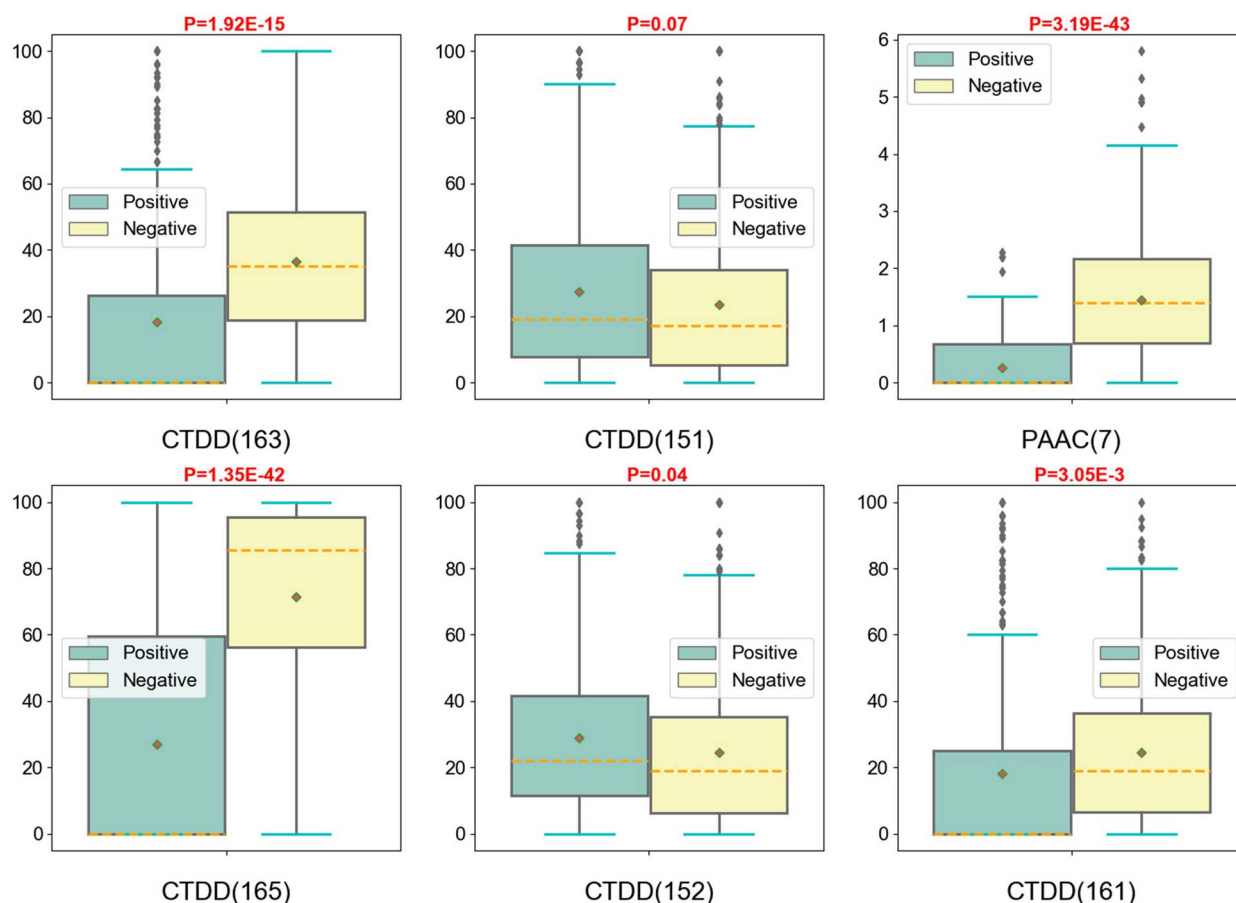 P=1.92E-15
100
80
60
40
20
0
Positive
Negative
CTDD(163)
P=0.07
100
80
60
40
20
0
Positive
Negative
CTDD(151)
P=3.19E-43
6
5
4
3
2
1
0
Positive
Negative
PAAC(7)
P=1.35E-42
100
80
60
40
20
0
Positive
Negative
CTDD(165)
P=0.04
100
80
60
40
20
0
Positive
Negative
CTDD(152)
P=3.05E-3
100
80
60
40
20
0
Positive
Negative
CTDD(161)